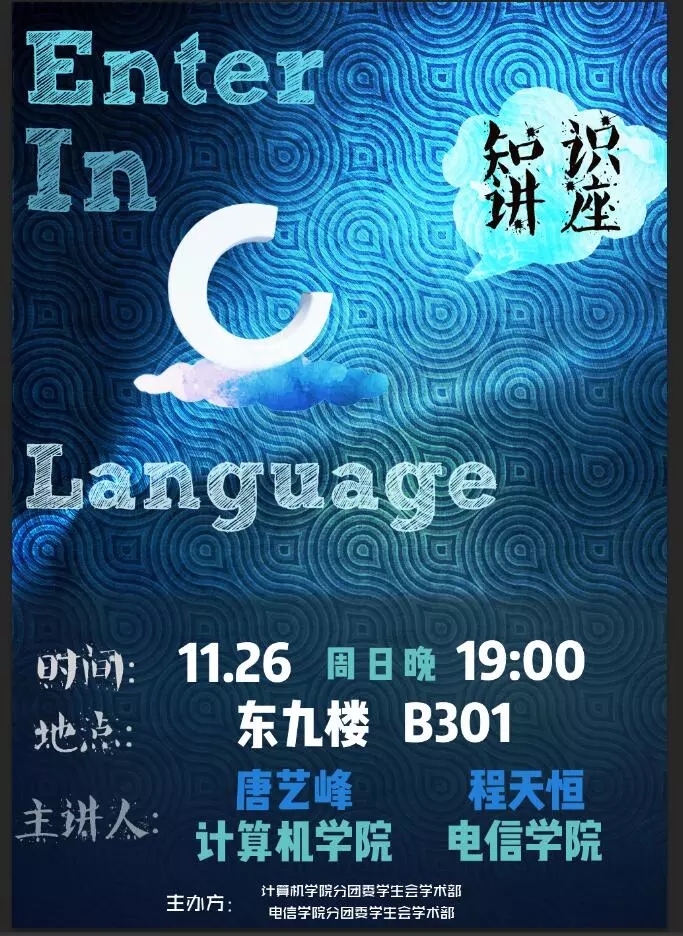 Enter
In
知识
讲座
C
Language
时间: 11.26 周日晚 19:00
地点: 东九楼 B301
主讲人: 唐艺峰 程天恒
计算机学院 电信学院
主办方: 计算机学院分团委学生会学术部
电信学院分团委学生会学术部